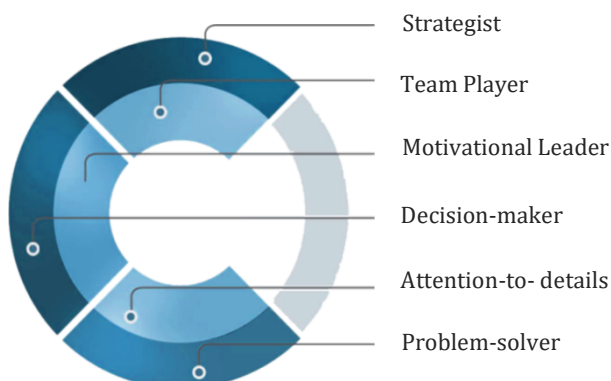 Strategist
Team Player
Motivational Leader
Decision-maker
Attention-to- details
Problem-solver